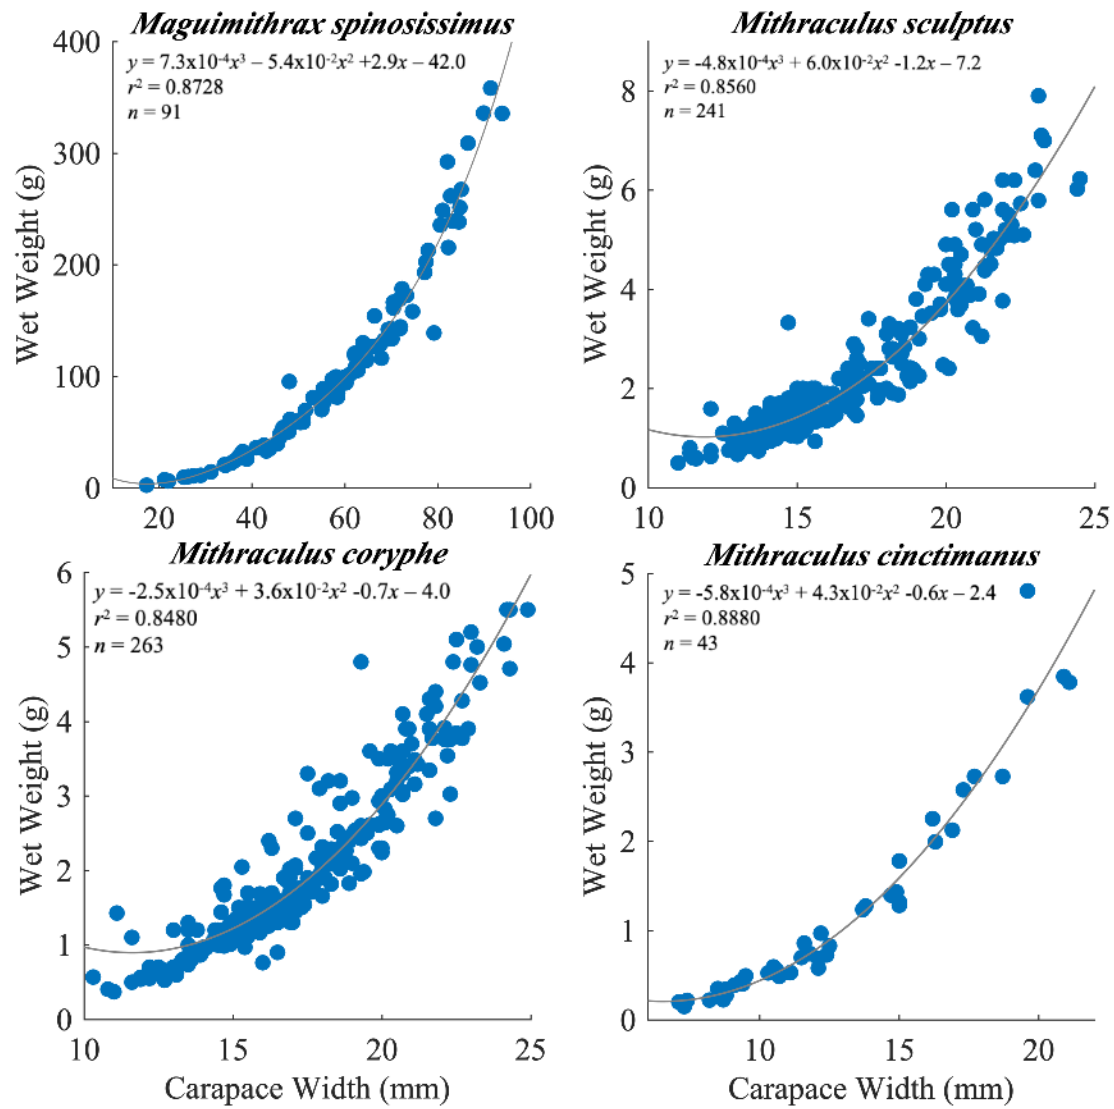 Maguimithrax spinosissimus
y = 7.3x10⁻⁴x³ – 5.4x10⁻²x² +2.9x – 42.0
r² = 0.8728
n = 91
400
300
200
100
0
Wet Weight (g)
20 40 60 80 100
Mithraculus sculptus
y = -4.8x10⁻⁴x³ + 6.0x10⁻²x² -1.2x – 7.2
r² = 0.8560
n = 241
8
6
4
2
0
Wet Weight (g)
10 15 20 25
Mithraculus coryphe
y = -2.5x10⁻⁴x³ + 3.6x10⁻²x² -0.7x – 4.0
r² = 0.8480
n = 263
6
5
4
3
2
1
0
Wet Weight (g)
10 15 20 25
Carapace Width (mm)
Mithraculus cinctimanus
y = -5.8x10⁻⁴x³ + 4.3x10⁻²x² -0.6x – 2.4
r² = 0.8880
n = 43
5
4
3
2
1
0
Wet Weight (g)
10 15 20
Carapace Width (mm)